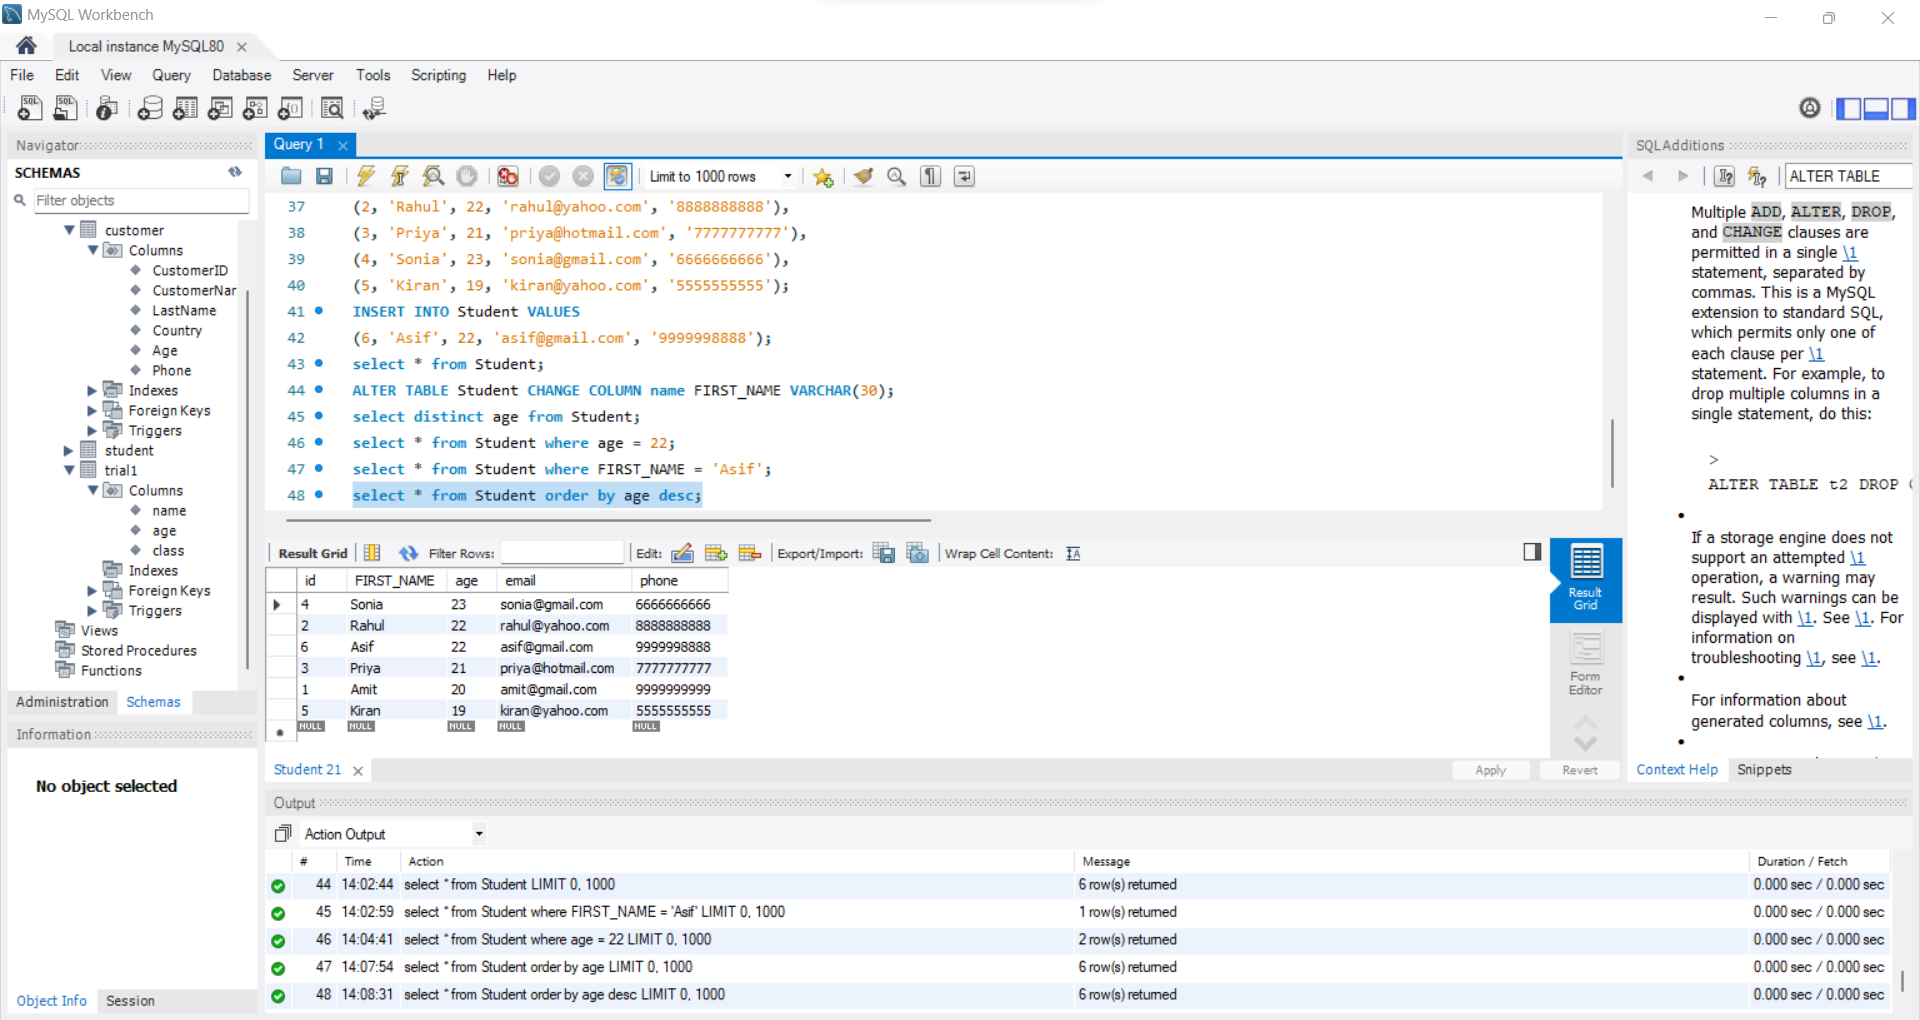 MySQL Workbench
Local instance MySQL80
File Edit View Query Database Server Tools Scripting Help
Navigator
SCHEMAS
Filter objects
customer
Columns
CustomerID
CustomerNar
LastName
Country
Age
Phone
Indexes
Foreign Keys
Triggers
student
trial1
Columns
name
age
class
Indexes
Foreign Keys
Triggers
Views
Stored Procedures
Functions
Administration Schemas
Information
No object selected
Object Info Session
Query 1
Limit to 1000 rows
37 (2, 'Rahul', 22, 'rahul@yahoo.com', '8888888888'),
38 (3, 'Priya', 21, 'priya@hotmail.com', '7777777777'),
39 (4, 'Sonia', 23, 'sonia@gmail.com', '6666666666'),
40 (5, 'Kiran', 19, 'kiran@yahoo.com', '5555555555');
41 INSERT INTO Student VALUES
42 (6, 'Asif', 22, 'asif@gmail.com', '9999998888');
43 select * from Student;
44 ALTER TABLE Student CHANGE COLUMN name FIRST_NAME VARCHAR(30);
45 select distinct age from Student;
46 select * from Student where age = 22;
47 select * from Student where FIRST_NAME = 'Asif';
48 select * from Student order by age desc;
Result Grid Filter Rows: Edit: Export/Import: Wrap Cell Content:
id FIRST_NAME age email phone
4 Sonia 23 sonia@gmail.com 6666666666
2 Rahul 22 rahul@yahoo.com 8888888888
6 Asif 22 asif@gmail.com 9999998888
3 Priya 21 priya@hotmail.com 7777777777
1 Amit 20 amit@gmail.com 9999999999
5 Kiran 19 kiran@yahoo.com 5555555555
NULL NULL NULL NULL NULL
Result
Grid
Form
Editor
Student 21
Apply Revert
SQLAdditions
ALTER TABLE
Multiple ADD, ALTER, DROP,
and CHANGE clauses are
permitted in a single \1
statement, separated by
commas. This is a MySQL
extension to standard SQL,
which permits only one of
each clause per \1
statement. For example, to
drop multiple columns in a
single statement, do this:
>
ALTER TABLE t2 DROP
If a storage engine does not
support an attempted \1
operation, a warning may
result. Such warnings can be
displayed with \1. See \1. For
information on
troubleshooting \1, see \1.
For information about
generated columns, see \1.
Context Help Snippets
Output
Action Output
# Time Action Message Duration / Fetch
44 14:02:44 select * from Student LIMIT 0, 1000 6 row(s) returned 0.000 sec / 0.000 sec
45 14:02:59 select * from Student where FIRST_NAME = 'Asif' LIMIT 0, 1000 1 row(s) returned 0.000 sec / 0.000 sec
46 14:04:41 select * from Student where age = 22 LIMIT 0, 1000 2 row(s) returned 0.000 sec / 0.000 sec
47 14:07:54 select * from Student order by age LIMIT 0, 1000 6 row(s) returned 0.000 sec / 0.000 sec
48 14:08:31 select * from Student order by age desc LIMIT 0, 1000 6 row(s) returned 0.000 sec / 0.000 sec